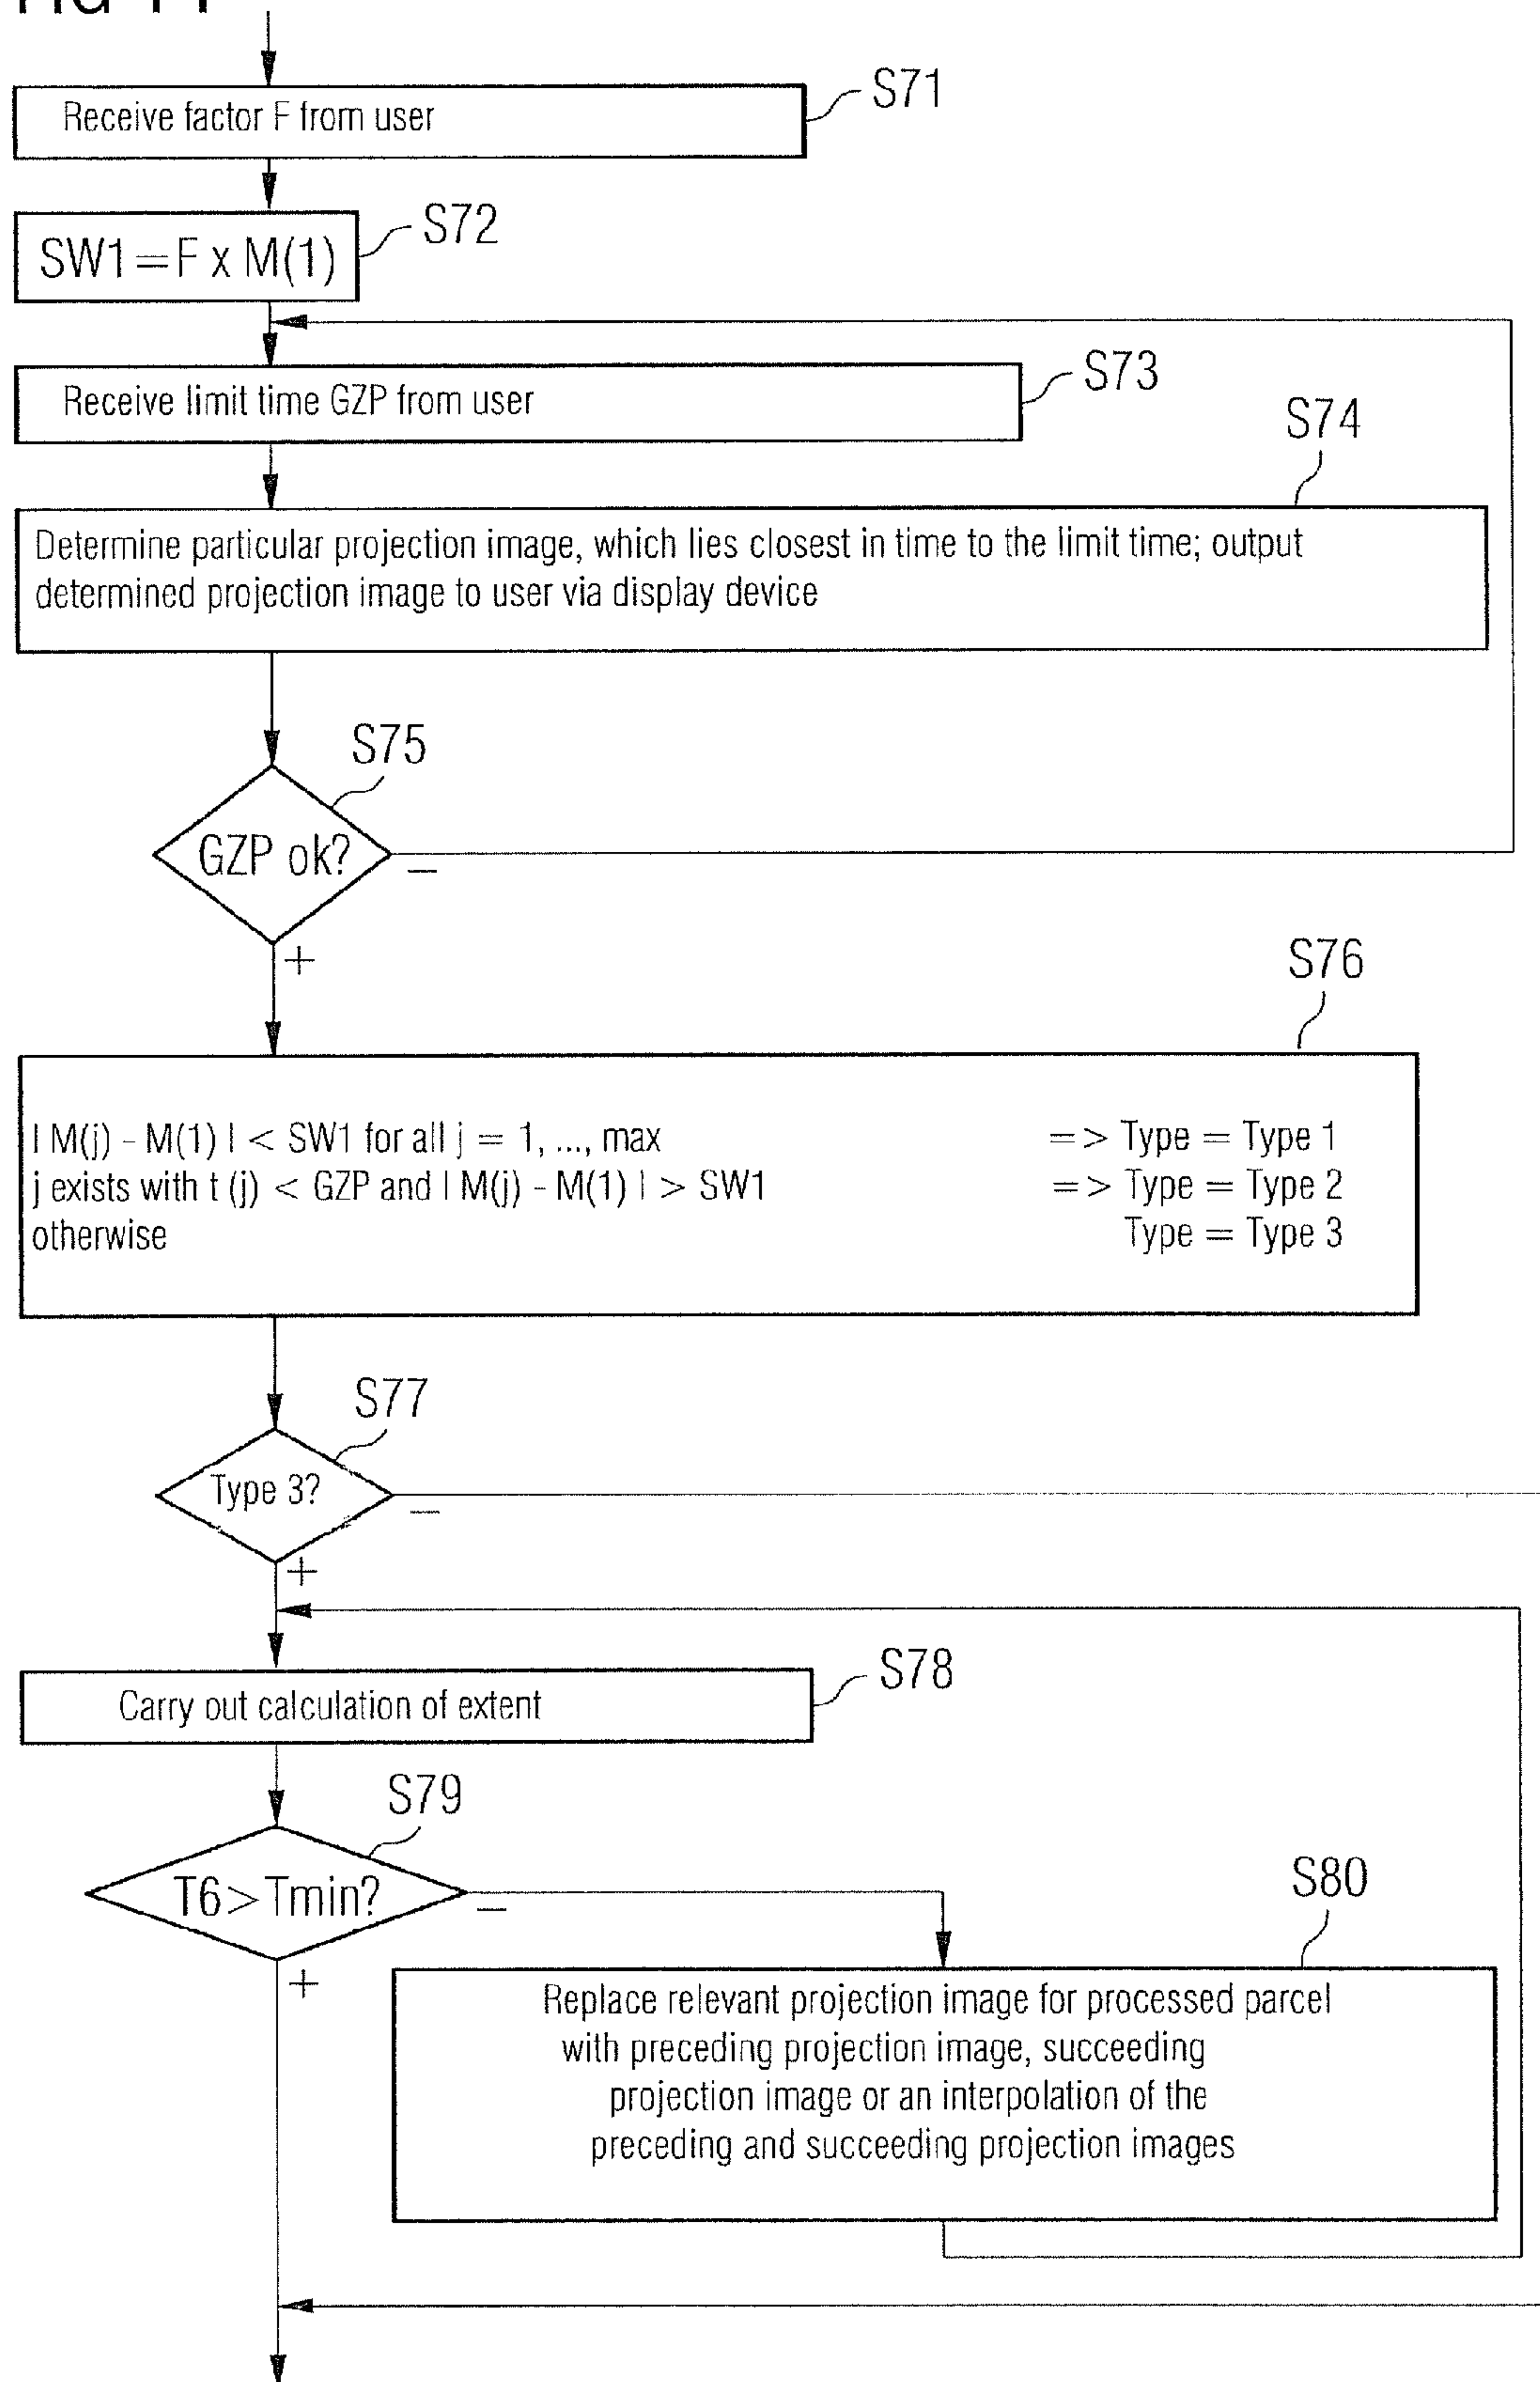 S71
Receive factor F from user
S72
SW1 = F x M(1)
S73
Receive limit time GZP from user
S74
Determine particular projection image, which lies closest in time to the limit time; output
determined projection image to user via display device
S75
GZP ok?
−
+
S76
| M(j) - M(1) | < SW1 for all j = 1, ..., max => Type = Type 1
j exists with t (j) < GZP and | M(j) - M(1) | > SW1 => Type = Type 2
otherwise Type = Type 3
S77
Type 3?
−
+
S78
Carry out calculation of extent
S79
T6 > Tmin?
−
+
S80
Replace relevant projection image for processed parcel
with preceding projection image, succeeding
projection image or an interpolation of the
preceding and succeeding projection images